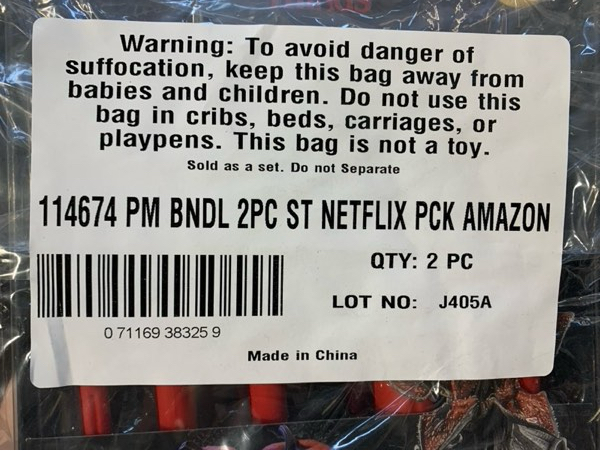 Warning: To avoid danger of
suffocation, keep this bag away from
babies and children. Do not use this
bag in cribs, beds, carriages, or
playpens. This bag is not a toy.
Sold as a set. Do not Separate
114674 PM BNDL 2PC ST NETFLIX PCK AMAZON
QTY: 2 PC
LOT NO: J405A
0 71169 38325 9
Made in China